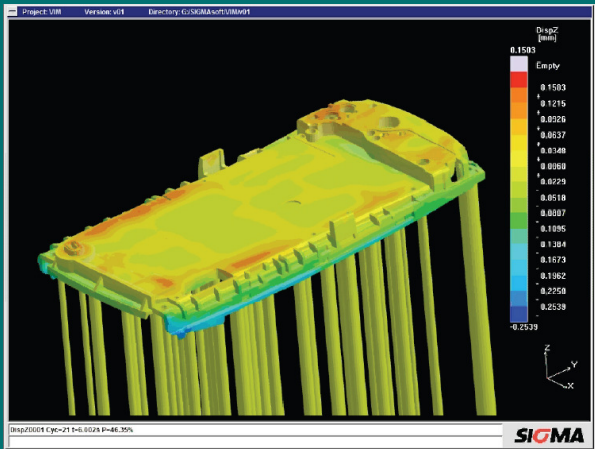 Project: VIM Version: v01 Directory: G:/SIGMAsoft/VIM/v01
DispZ
[mm]
0.1503
Empty
0.1503
0.1215
0.0926
0.0637
0.0348
0.0060
0.0229
0.0518
0.0807
0.1095
0.1384
0.1673
0.1962
0.2250
0.2539
-0.2539
Z
Y
X
DispZ0001 Cyc=21 t=6.002s P=46.35%
SIGMA